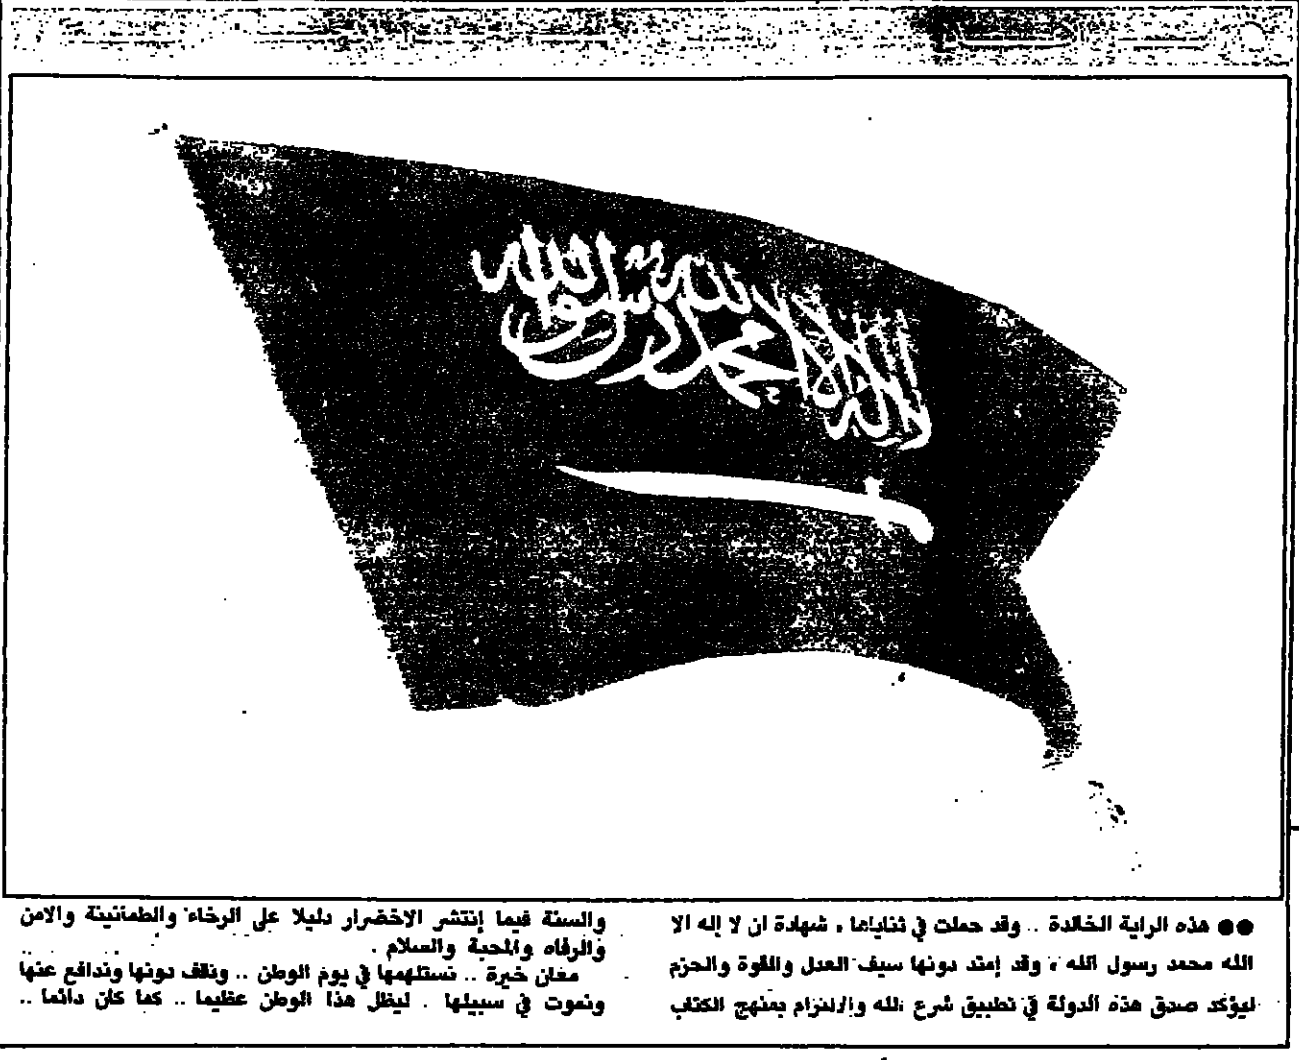 لا إله إلا الله محمد رسول الله
●● هذه الراية الخالدة .. وقد حملت في ثناياها ، شهادة ان لا إله الا
الله محمد رسول الله ، وقد إمتد دونها سيف العدل والقوة والحزم
ليؤكد صدق هذه الدولة في تطبيق شرع الله والالتزام بمنهج الكتاب
والسنة فيما إنتشر الاخضرار دليلا على الرخاء والطمأنينة والامن
والرفاه والمحبة والسلام .
معان خيرة .. نستلهمها في يوم الوطن .. ونقف دونها وندافع عنها
ونموت في سبيلها . ليظل هذا الوطن عظيما .. كما كان دائما ..